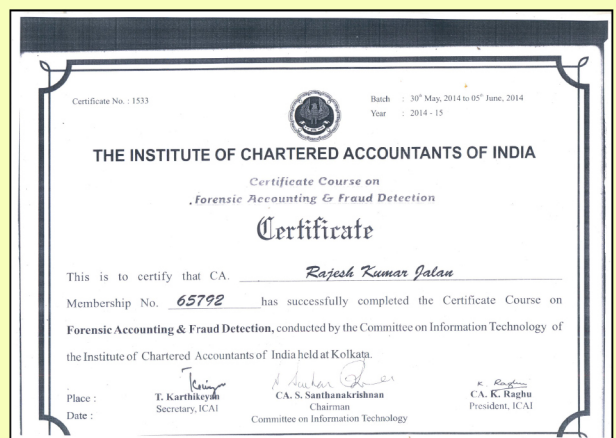 Certificate No. : 1533
Batch : 30th May, 2014 to 05th June, 2014
Year : 2014 - 15
THE INSTITUTE OF CHARTERED ACCOUNTANTS OF INDIA
Certificate Course on
Forensic Accounting & Fraud Detection
Certificate
This is to certify that CA. Rajesh Kumar Jalan
Membership No. 65792 has successfully completed the Certificate Course on
Forensic Accounting & Fraud Detection, conducted by the Committee on Information Technology of
the Institute of Chartered Accountants of India held at Kolkata.
K. Raghu
Place : T. Karthikeyan CA. S. Santhanakrishnan CA. K. Raghu
Secretary, ICAI Chairman President, ICAI
Date : Committee on Information Technology